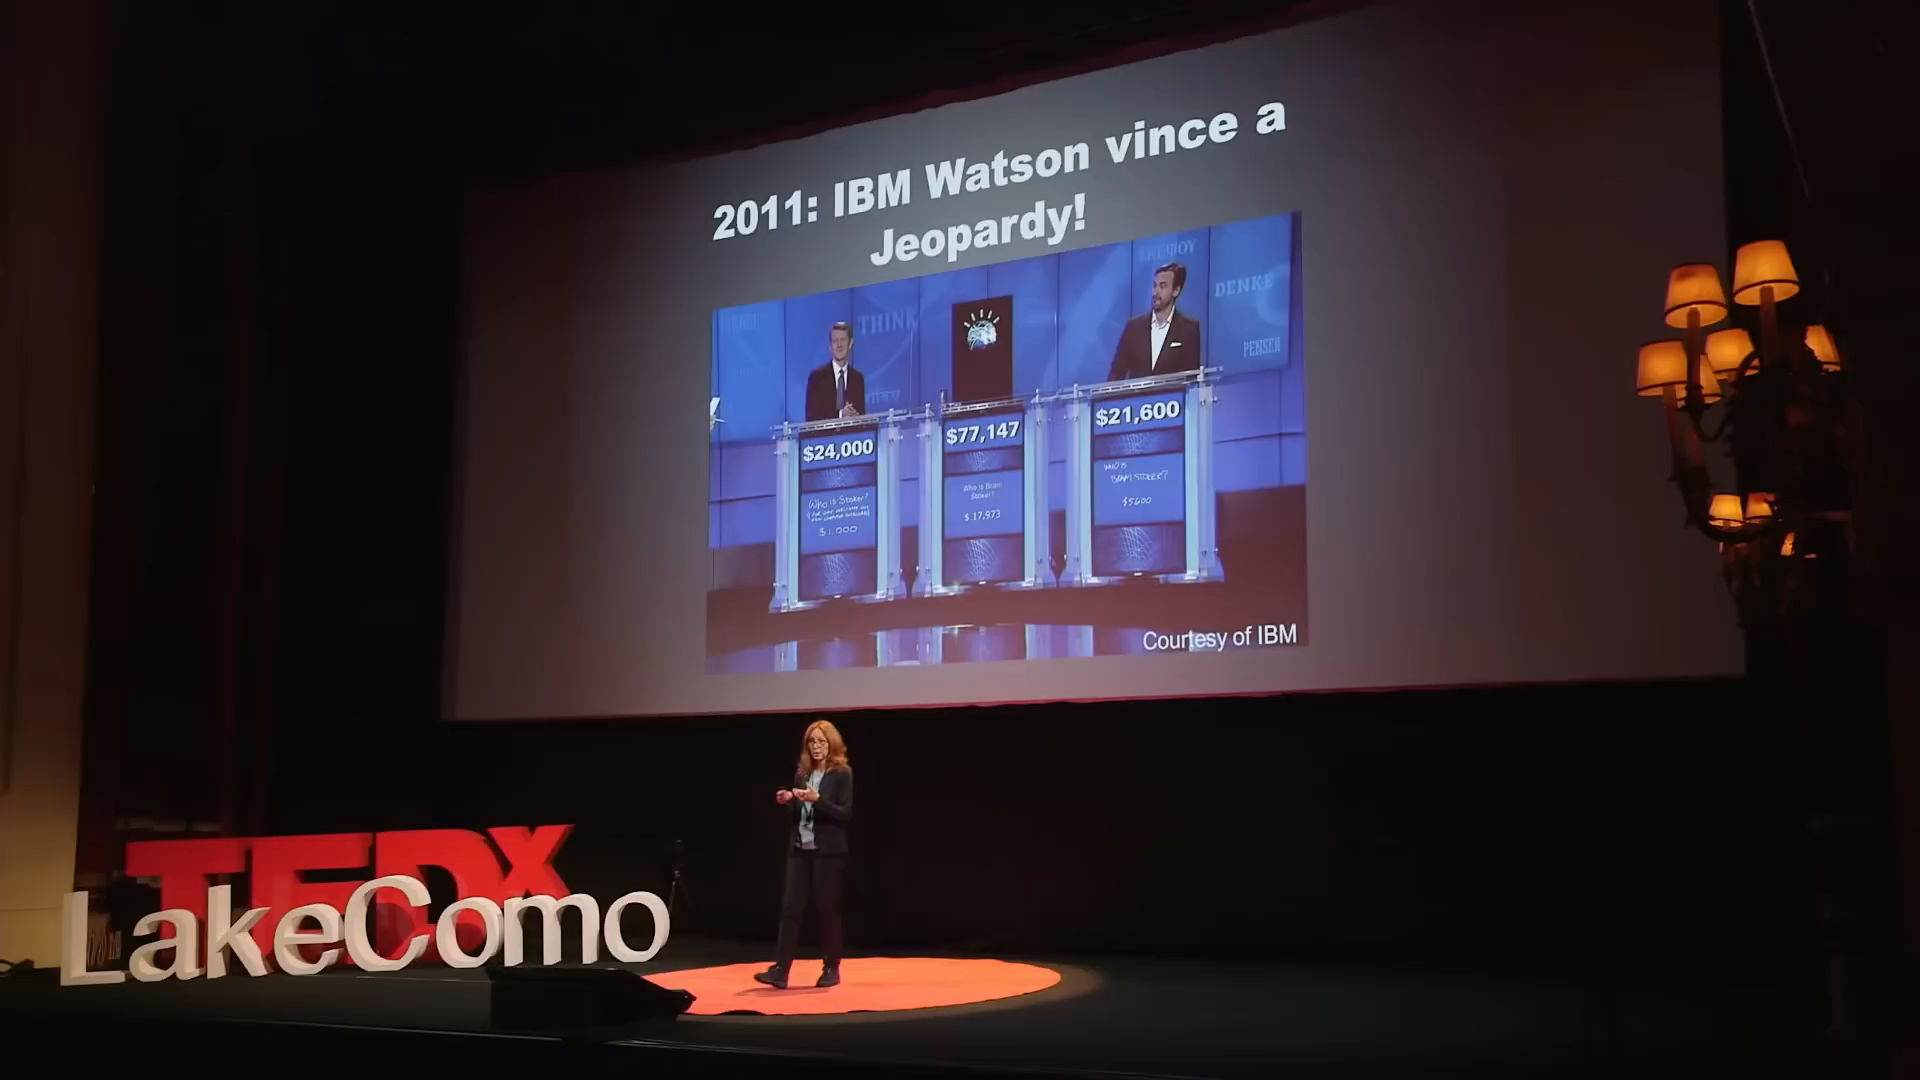 2011: IBM Watson vince a
Jeopardy!
THINK
DENKE
PENSER
$24,000
$77,147
$21,600
Who is Stoker?
$1,000
Who is Bram
Stoker?
$ 17,973
WHO IS
BRAM STOKER?
$5600
Courtesy of IBM
TEDx
LakeComo